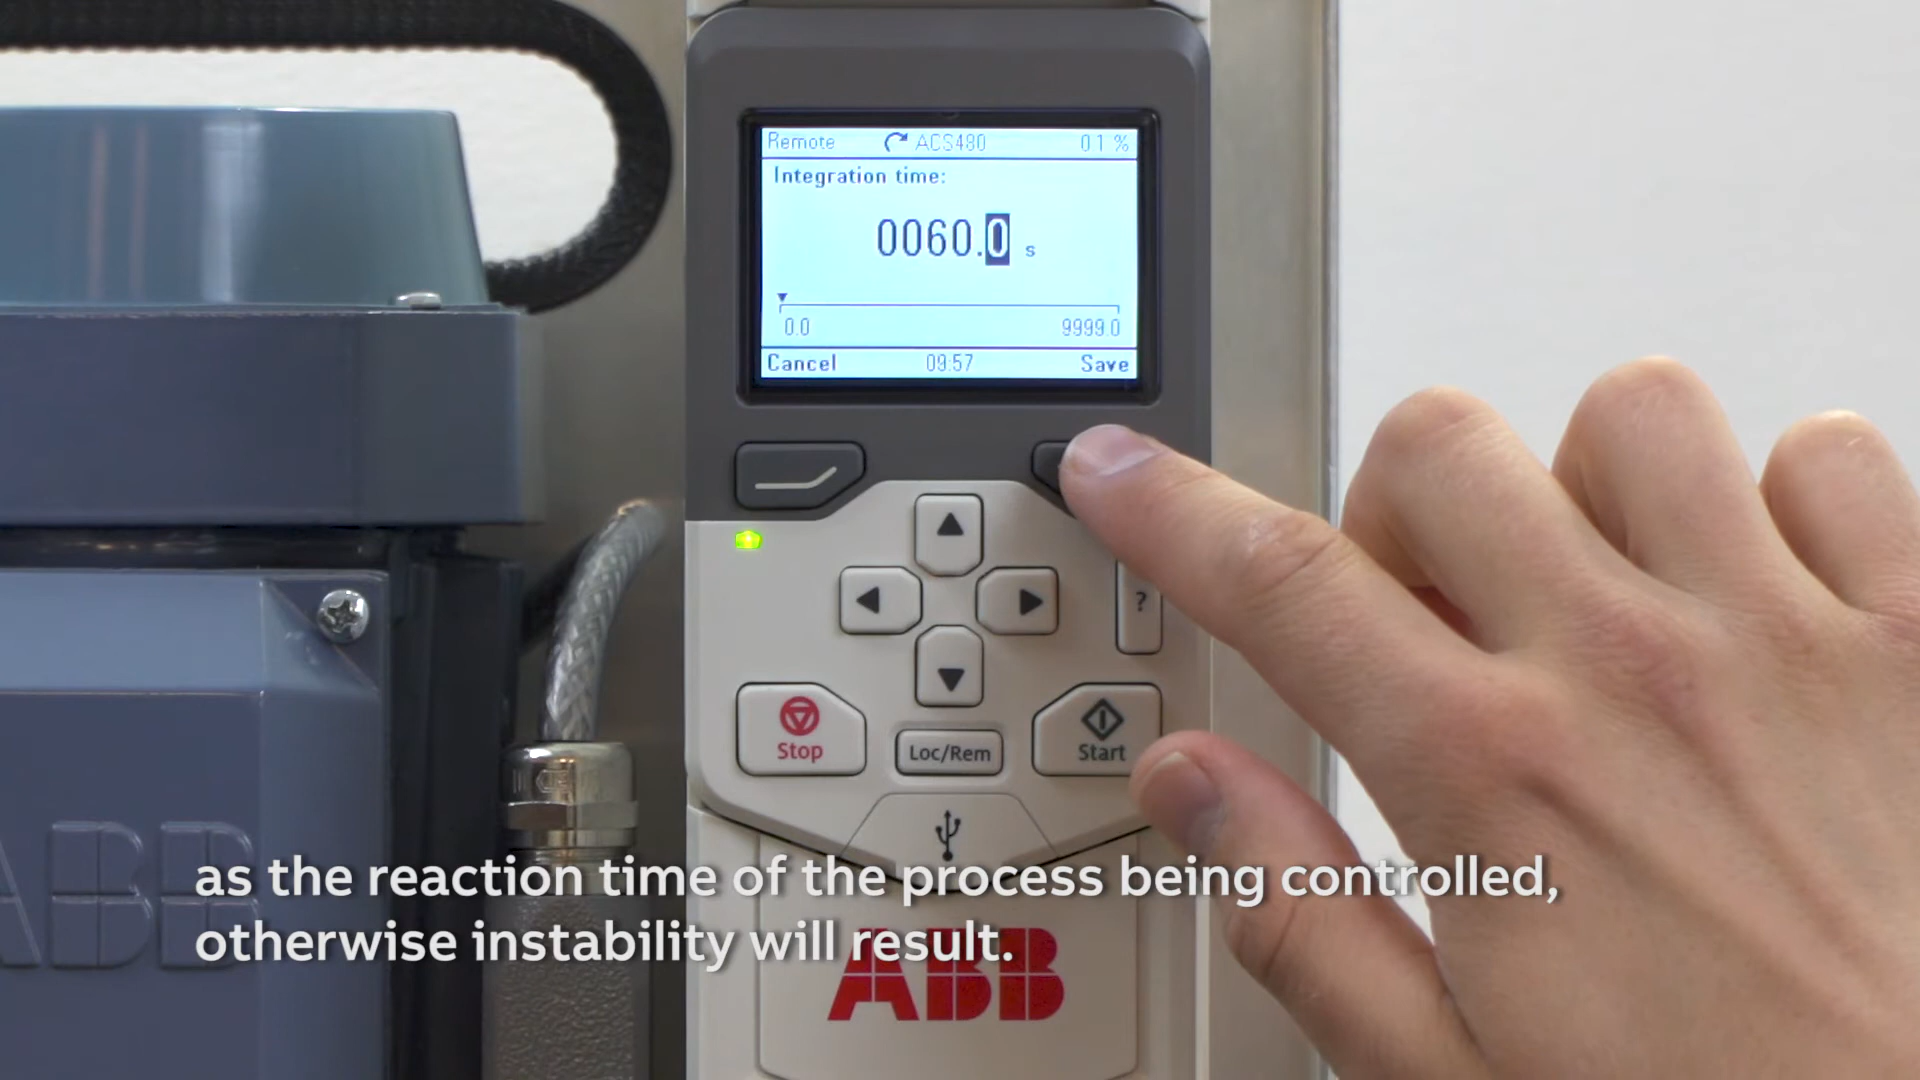 Remote ACS480 0.1 %
Integration time:
0060.0 s
0.0 9999.0
Cancel 09:57 Save
?
Stop Loc/Rem Start
ABB
as the reaction time of the process being controlled,
otherwise instability will result.
ABB